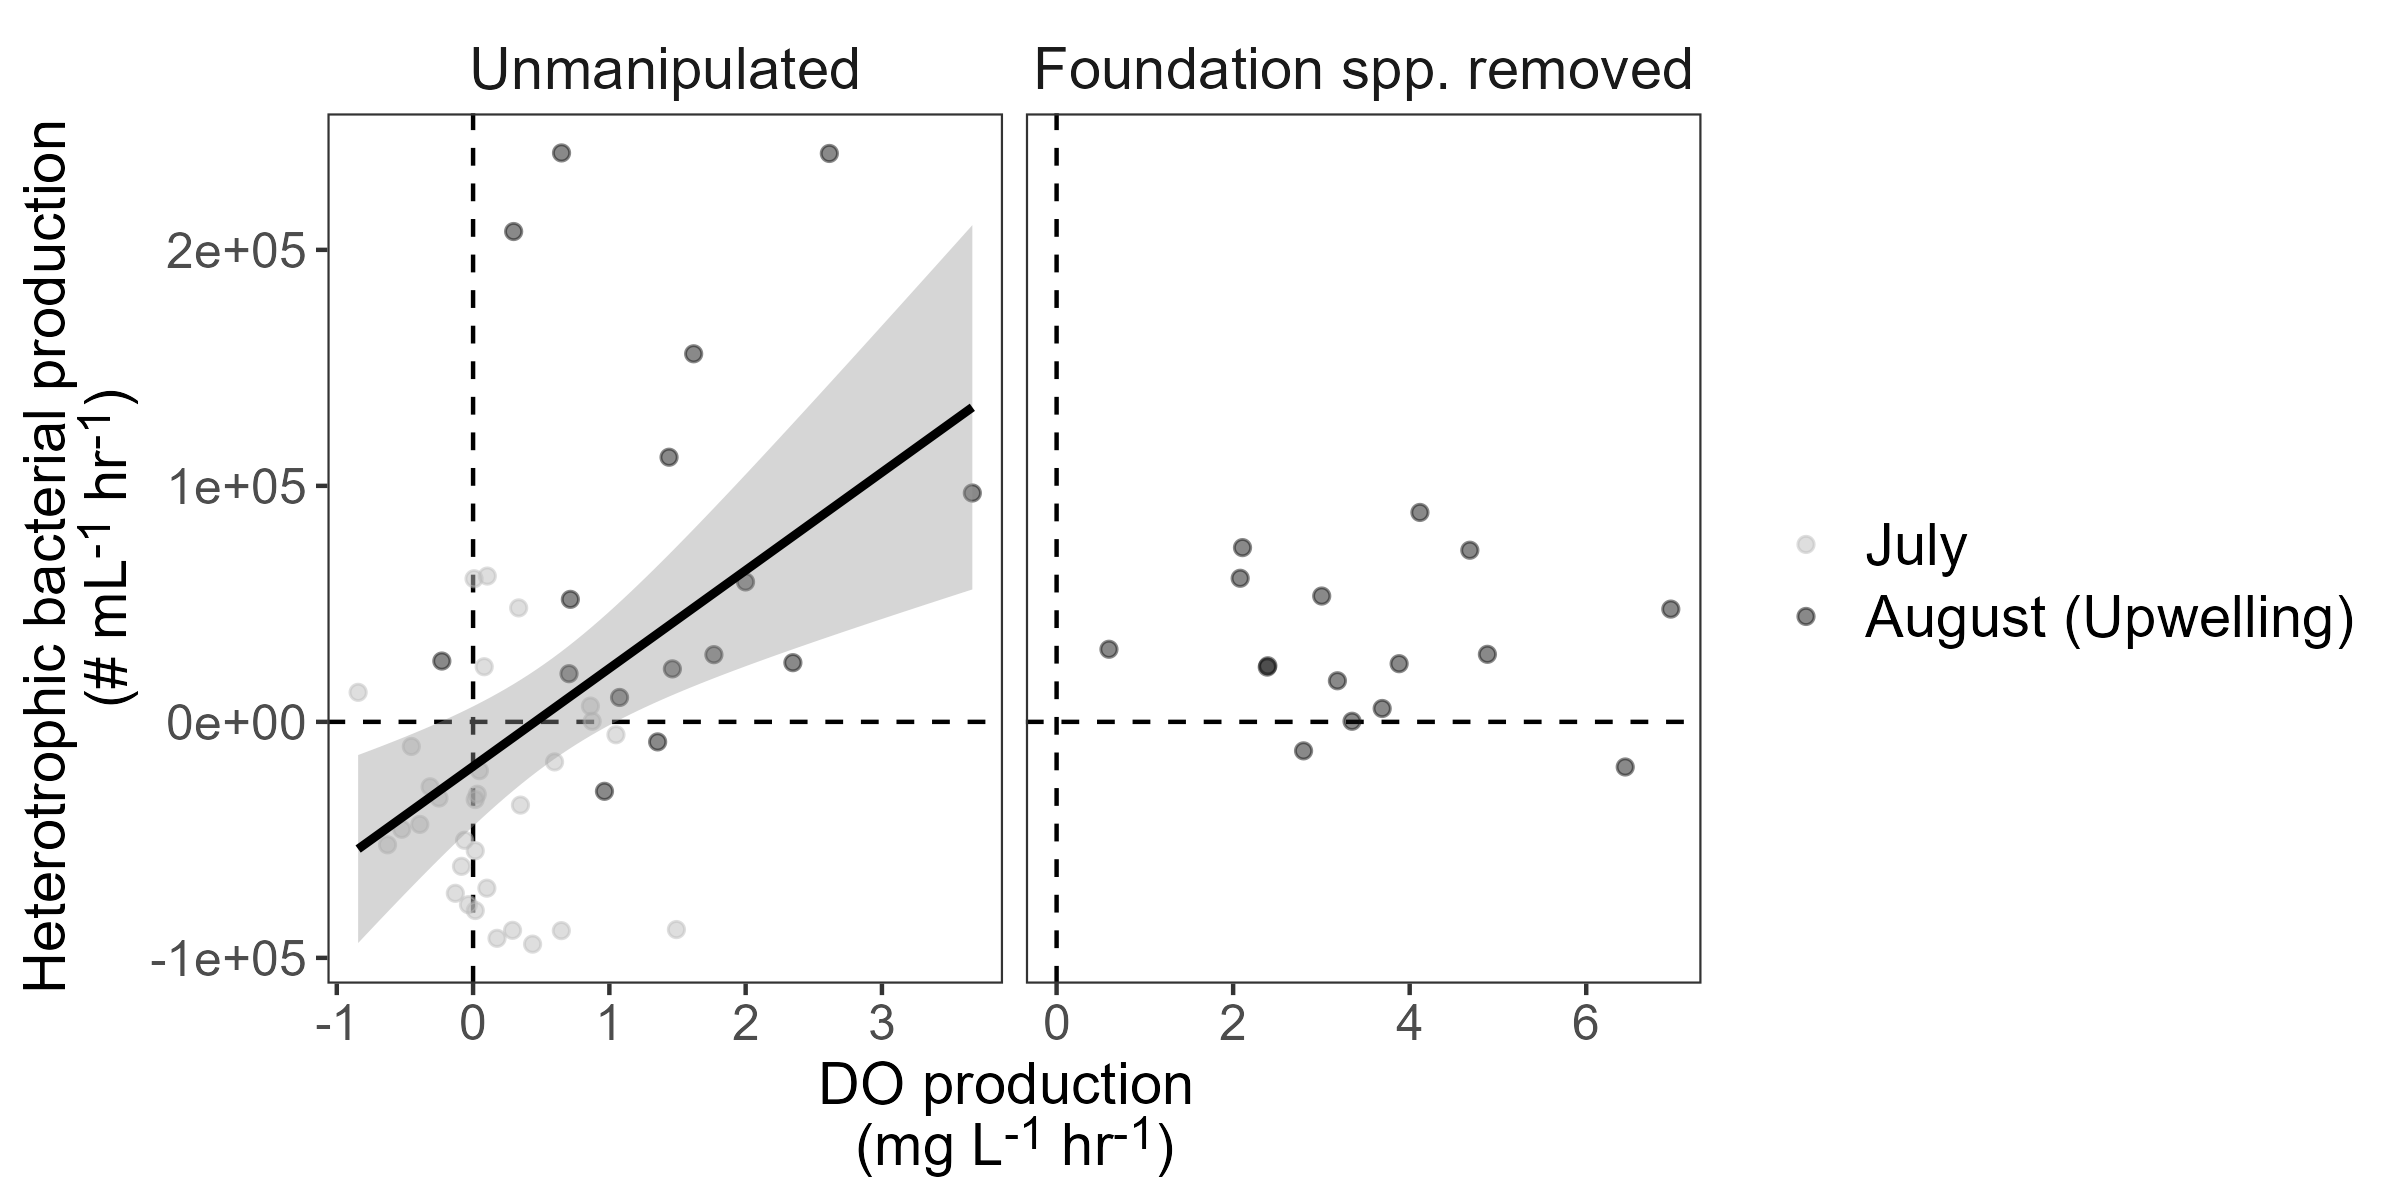 Unmanipulated
Foundation spp. removed
Heterotrophic bacterial production
(# mL-1 hr-1)
2e+05
1e+05
0e+00
-1e+05
-1 0 1 2 3
0 2 4 6
DO production
(mg L-1 hr-1)
July
August (Upwelling)